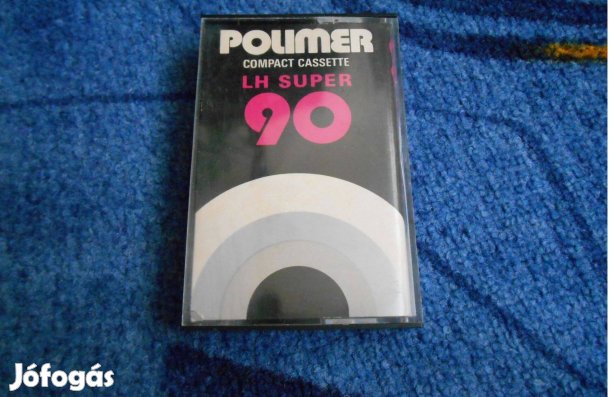 POLIMER
COMPACT CASSETTE
LH SUPER
90
Jófogás